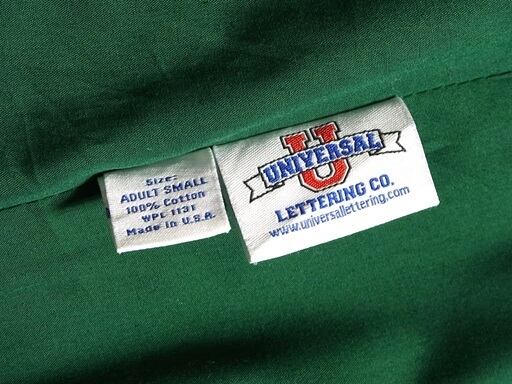 SIZE:
ADULT SMALL
100% Cotton
WPL 1131
Made in U.S.A.
U
UNIVERSAL
LETTERING CO.
www.universallettering.com